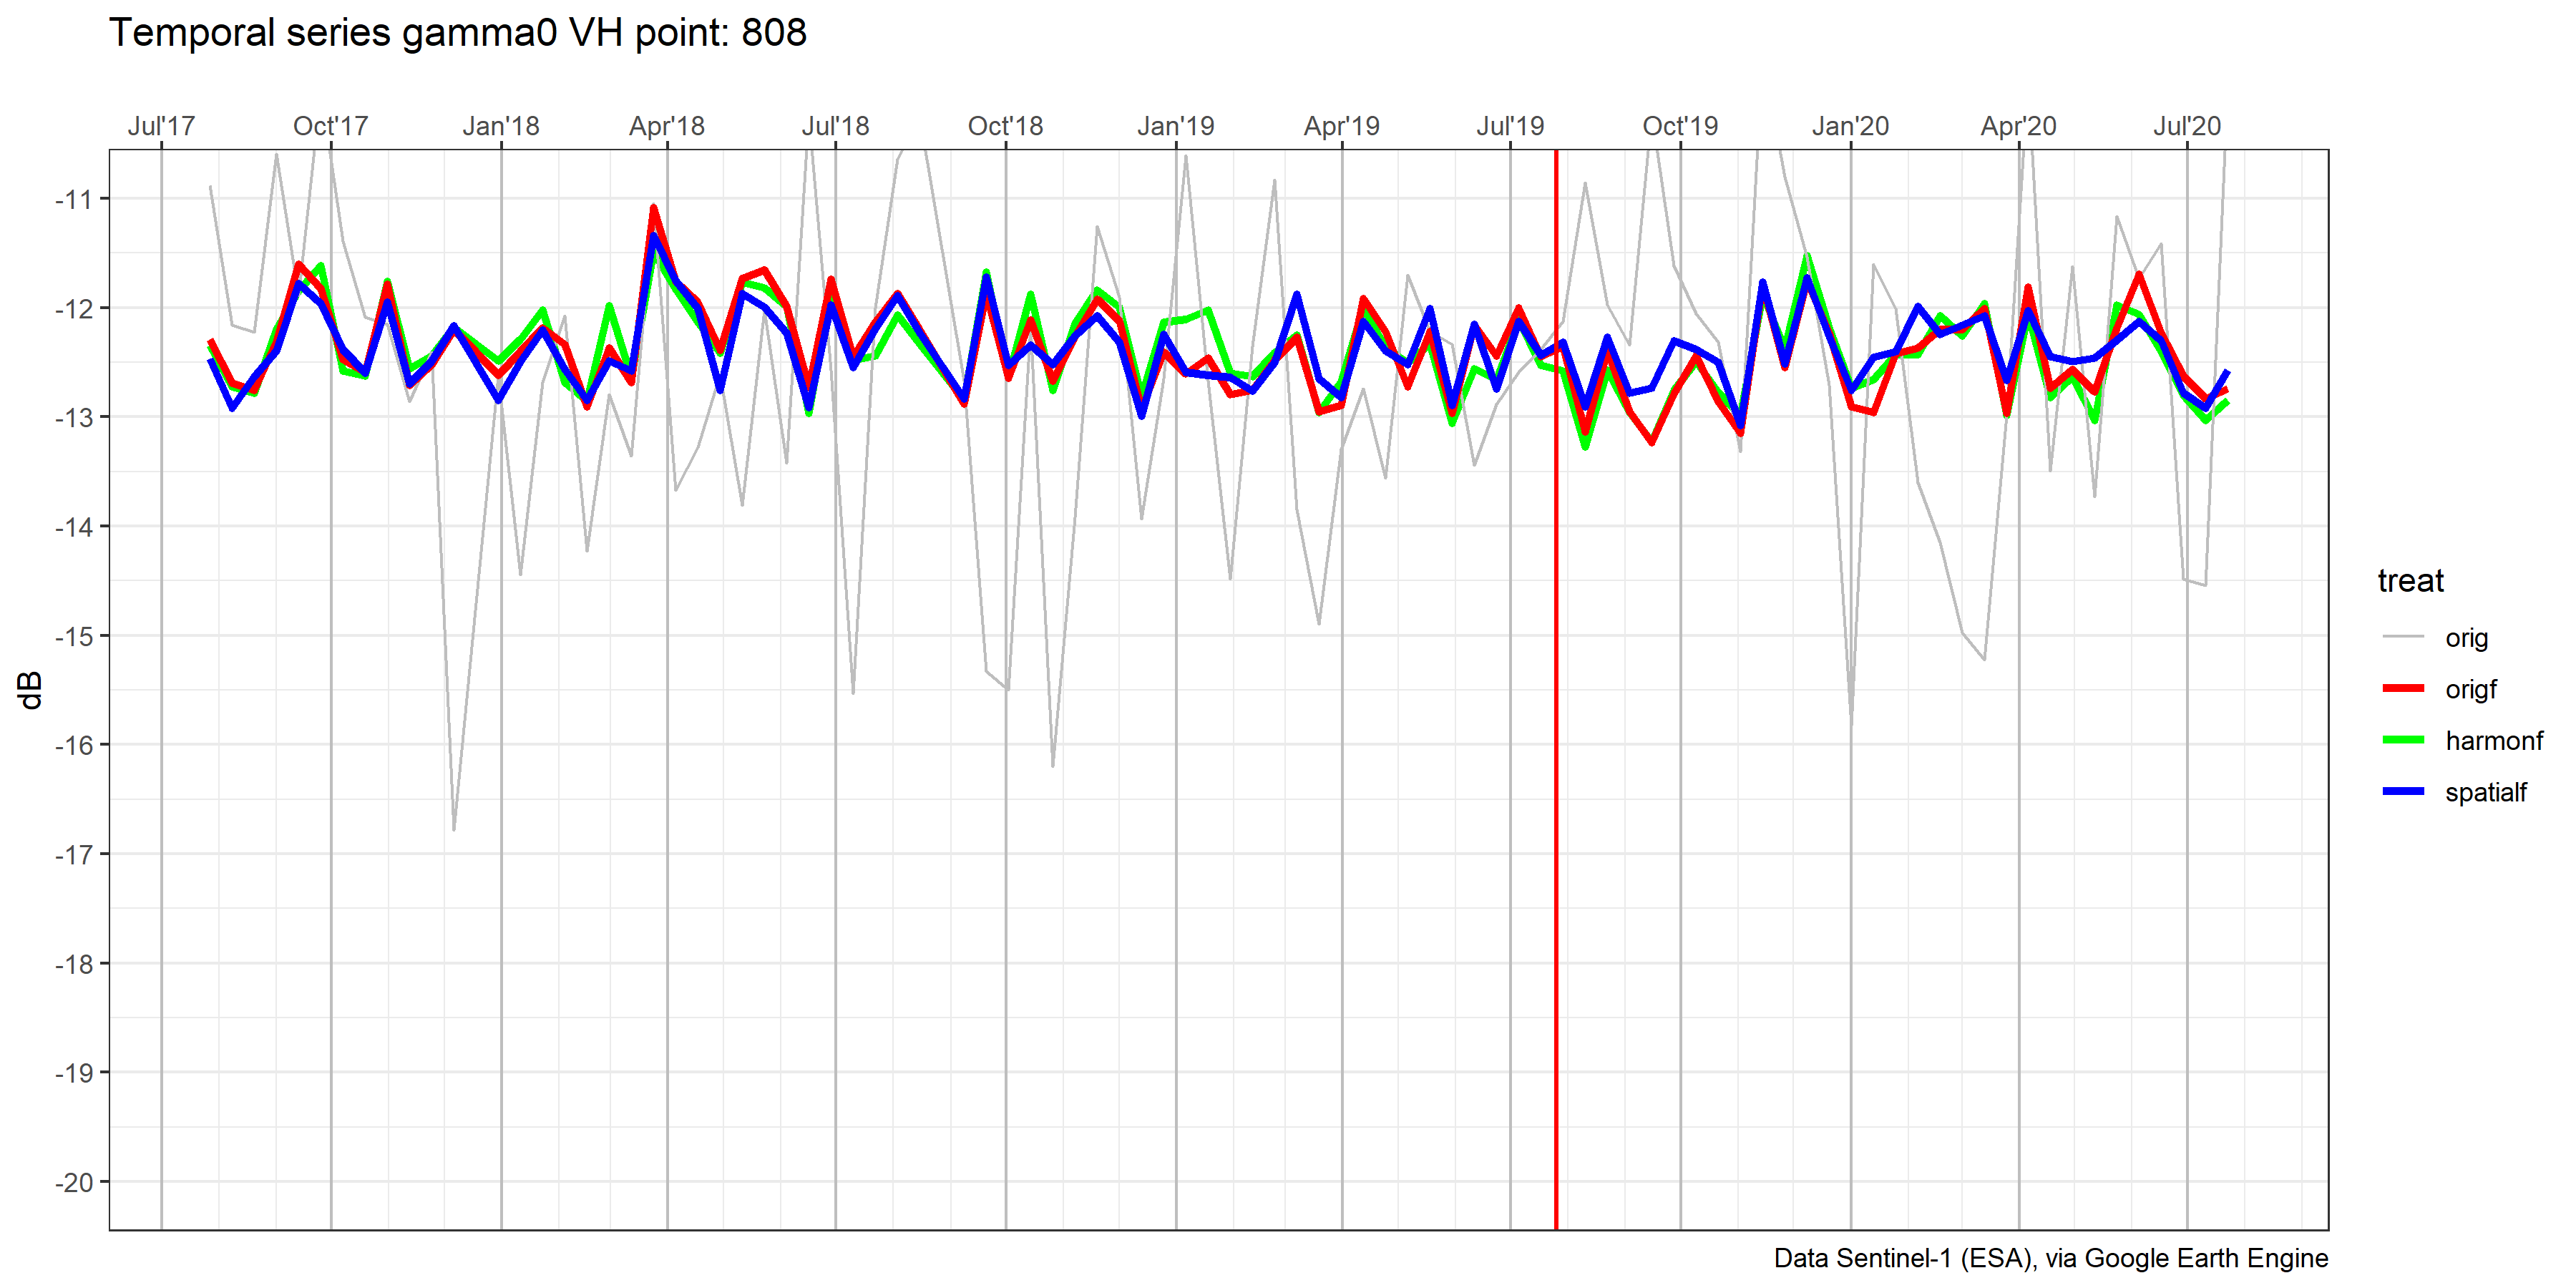 Temporal series gamma0 VH point: 808
Jul'17 Oct'17 Jan'18 Apr'18 Jul'18 Oct'18 Jan'19 Apr'19 Jul'19 Oct'19 Jan'20 Apr'20 Jul'20
-11
-12
-13
-14
-15
-16
-17
-18
-19
-20
dB
treat
orig
origf
harmonf
spatialf
Data Sentinel-1 (ESA), via Google Earth Engine